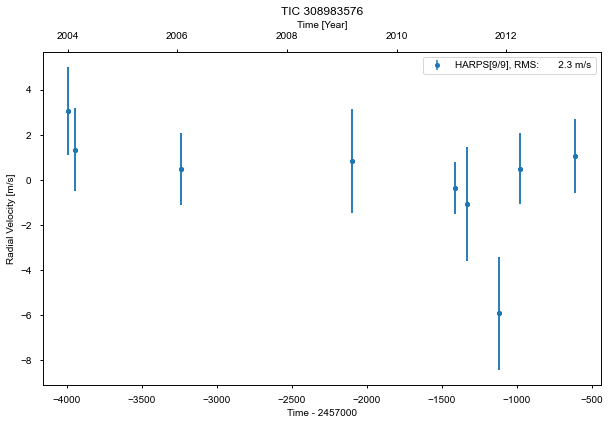 TIC 308983576
Time [Year]
2004 2006 2008 2010 2012
HARPS[9/9], RMS: 2.3 m/s
Radial Velocity [m/s]
4
2
0
−2
−4
−6
−8
−4000 −3500 −3000 −2500 −2000 −1500 −1000 −500
Time - 2457000